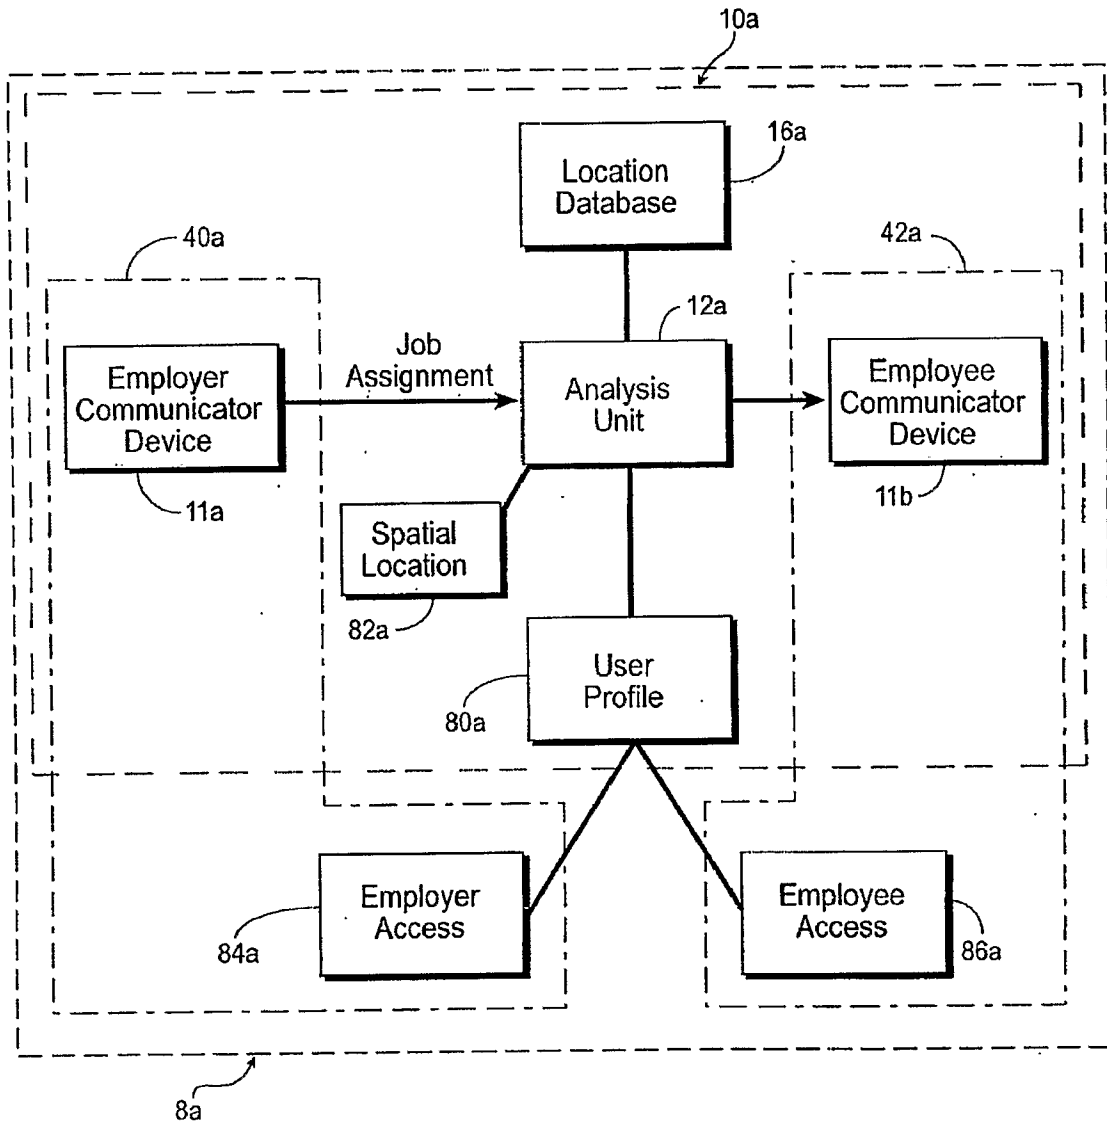 10a
16a
Location
Database
40a
42a
12a
Job
Assignment
Employer
Communicator
Device
Analysis
Unit
Employee
Communicator
Device
11a
11b
Spatial
Location
82a
User
Profile
80a
Employer
Access
84a
Employee
Access
86a
8a